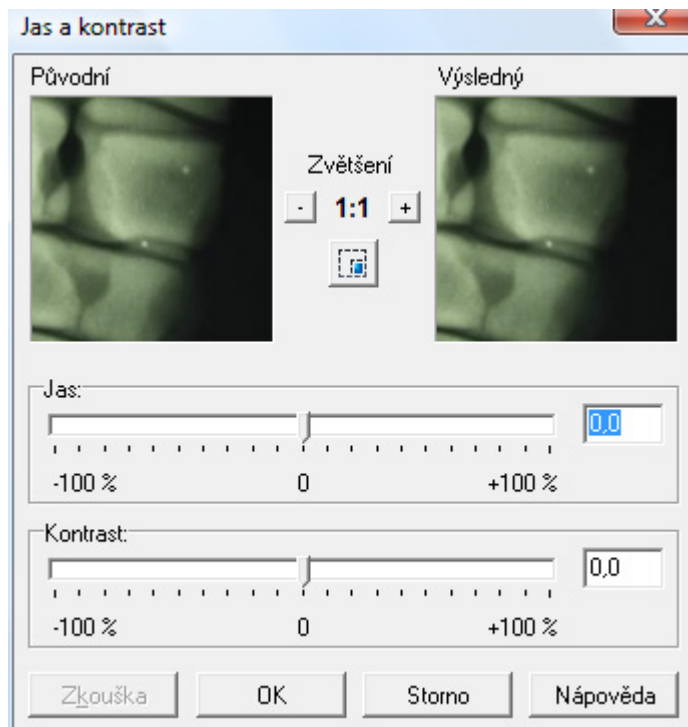 Jas a kontrast
Původní
Výsledný
Zvětšení
- 1:1 +
Jas:
0,0
-100 % 0 +100 %
Kontrast:
0,0
-100 % 0 +100 %
Zkouška OK Storno Nápověda